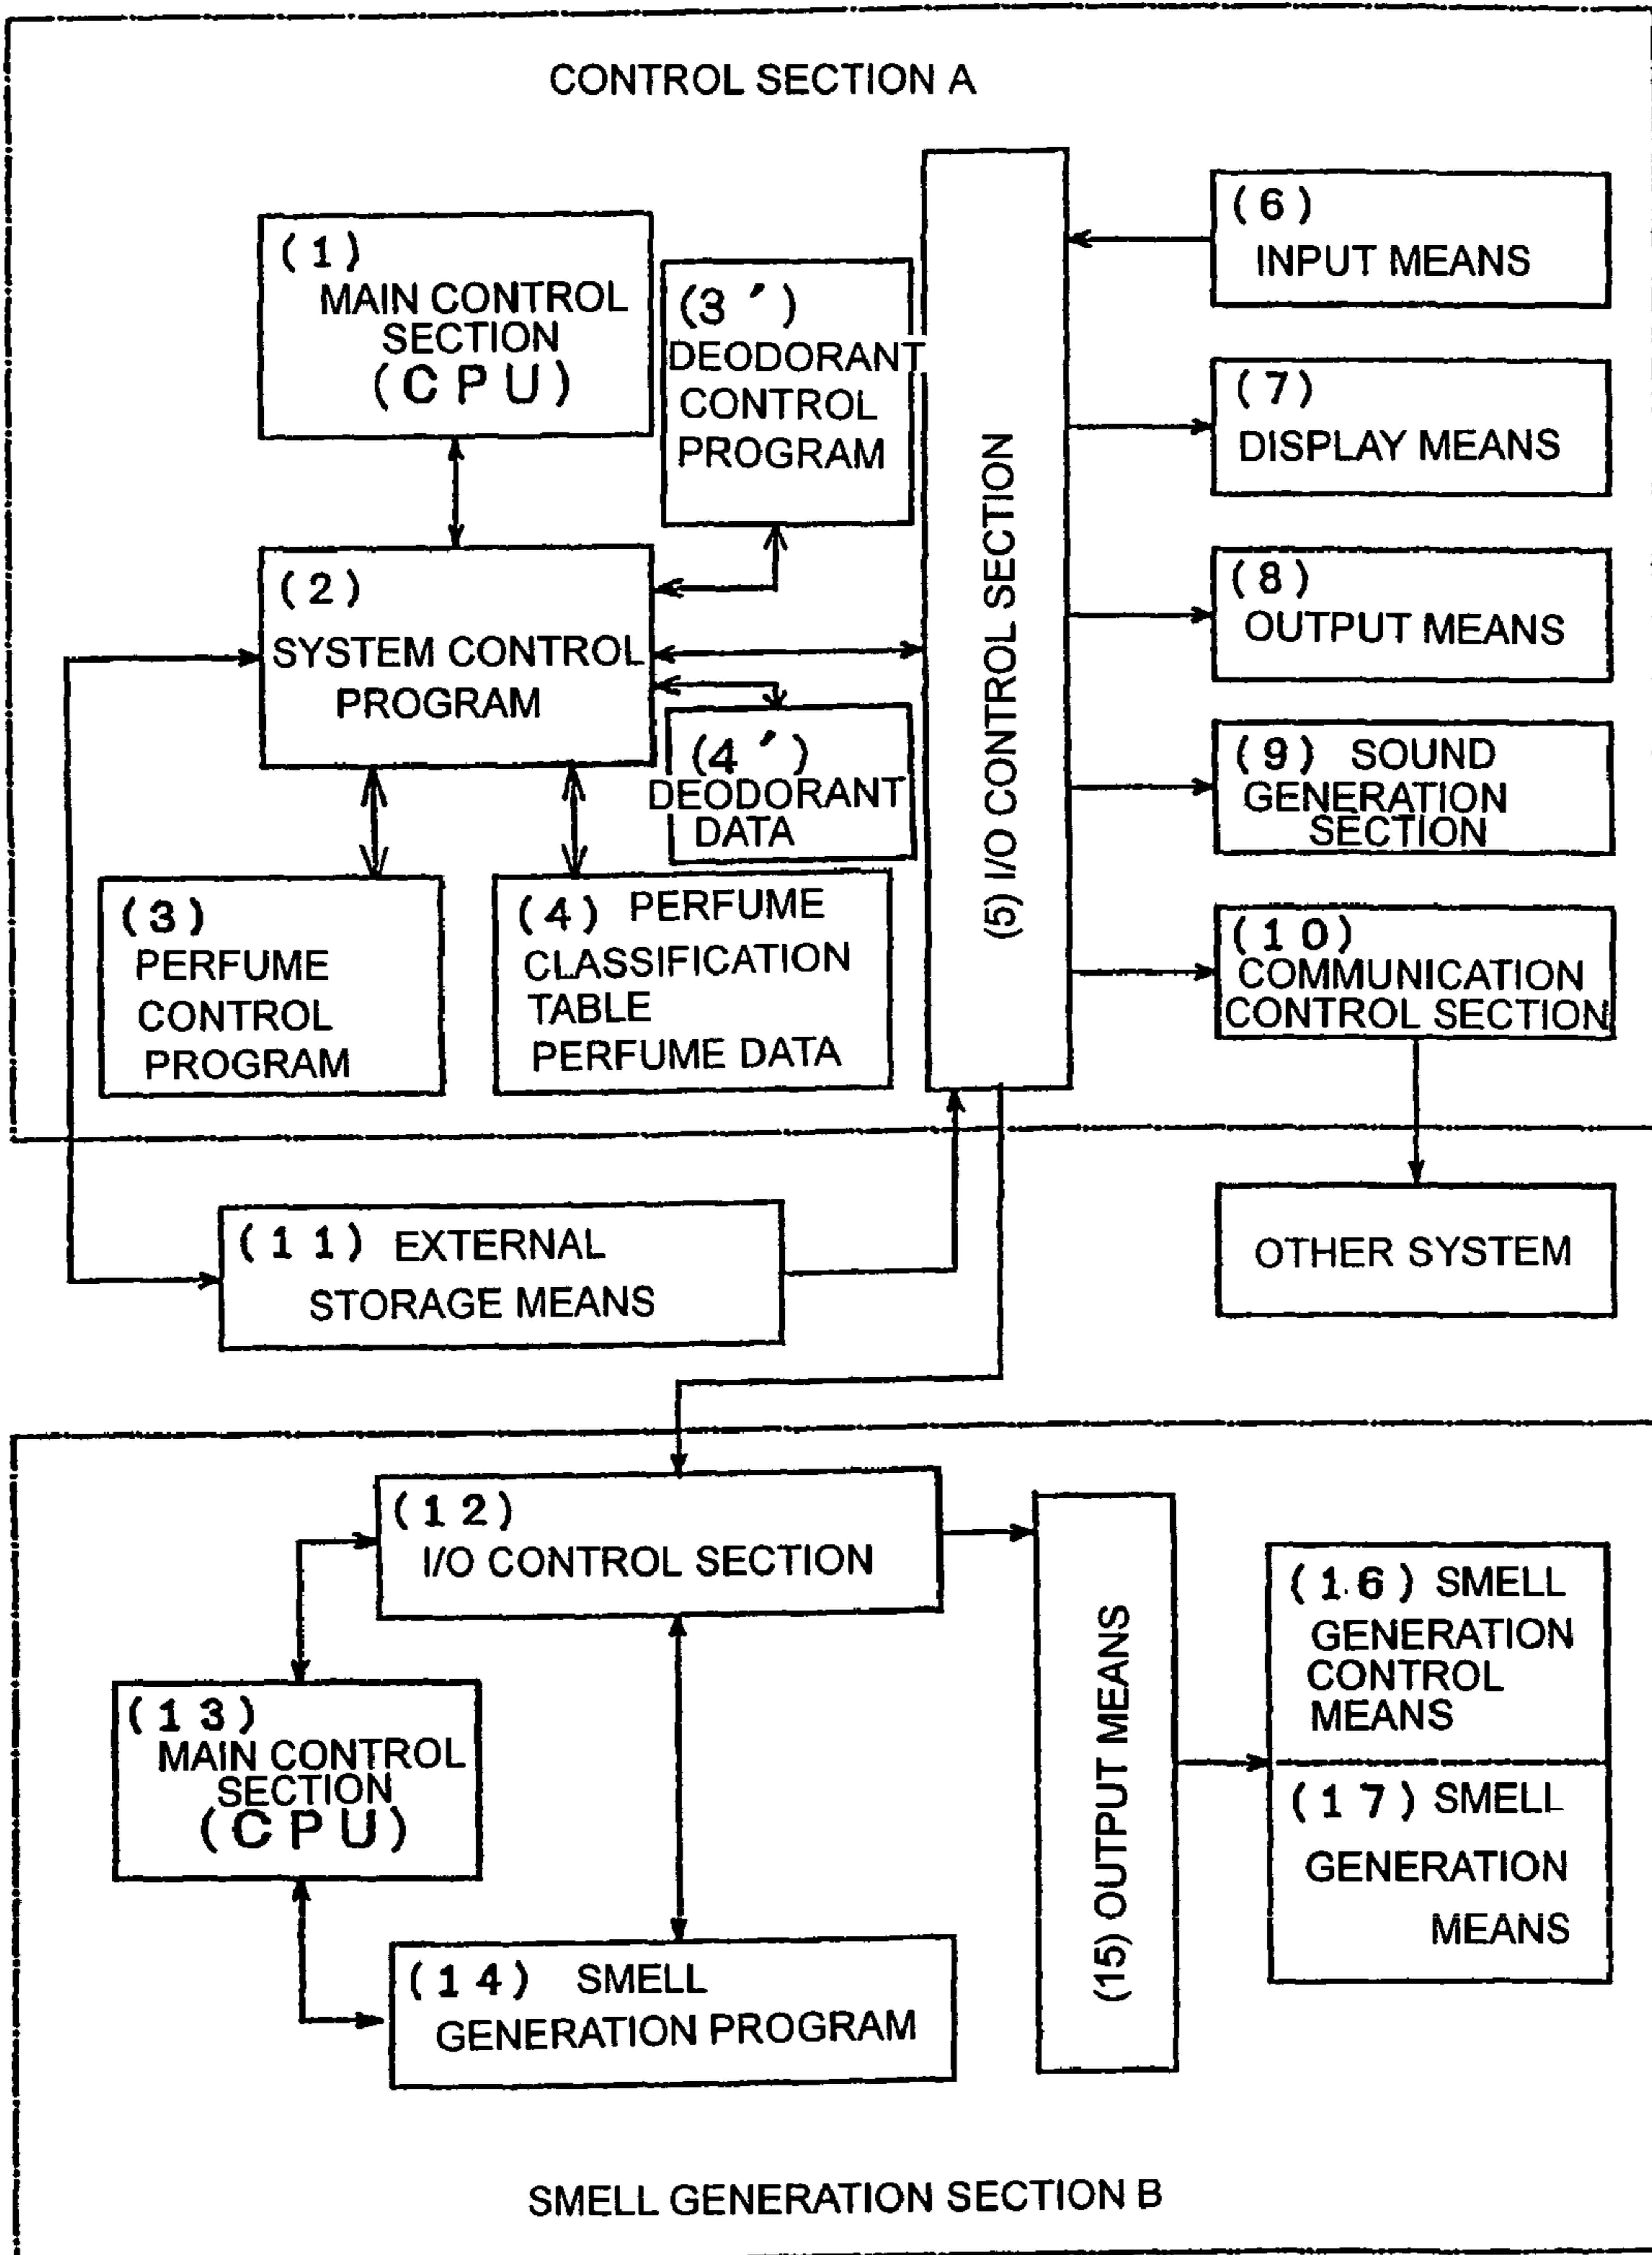 CONTROL SECTION A
(1)
MAIN CONTROL
SECTION
(CPU)
(3')
DEODORANT
CONTROL
PROGRAM
(2)
SYSTEM CONTROL
PROGRAM
(4')
DEODORANT
DATA
(3)
PERFUME
CONTROL
PROGRAM
(4) PERFUME
CLASSIFICATION
TABLE
PERFUME DATA
(5) I/O CONTROL SECTION
(6)
INPUT MEANS
(7)
DISPLAY MEANS
(8)
OUTPUT MEANS
(9) SOUND
GENERATION
SECTION
(10)
COMMUNICATION
CONTROL SECTION
(11) EXTERNAL
STORAGE MEANS
OTHER SYSTEM
(12)
I/O CONTROL SECTION
(13)
MAIN CONTROL
SECTION
(CPU)
(14) SMELL
GENERATION PROGRAM
(15) OUTPUT MEANS
(16) SMELL
GENERATION
CONTROL
MEANS
(17) SMELL
GENERATION
MEANS
SMELL GENERATION SECTION B